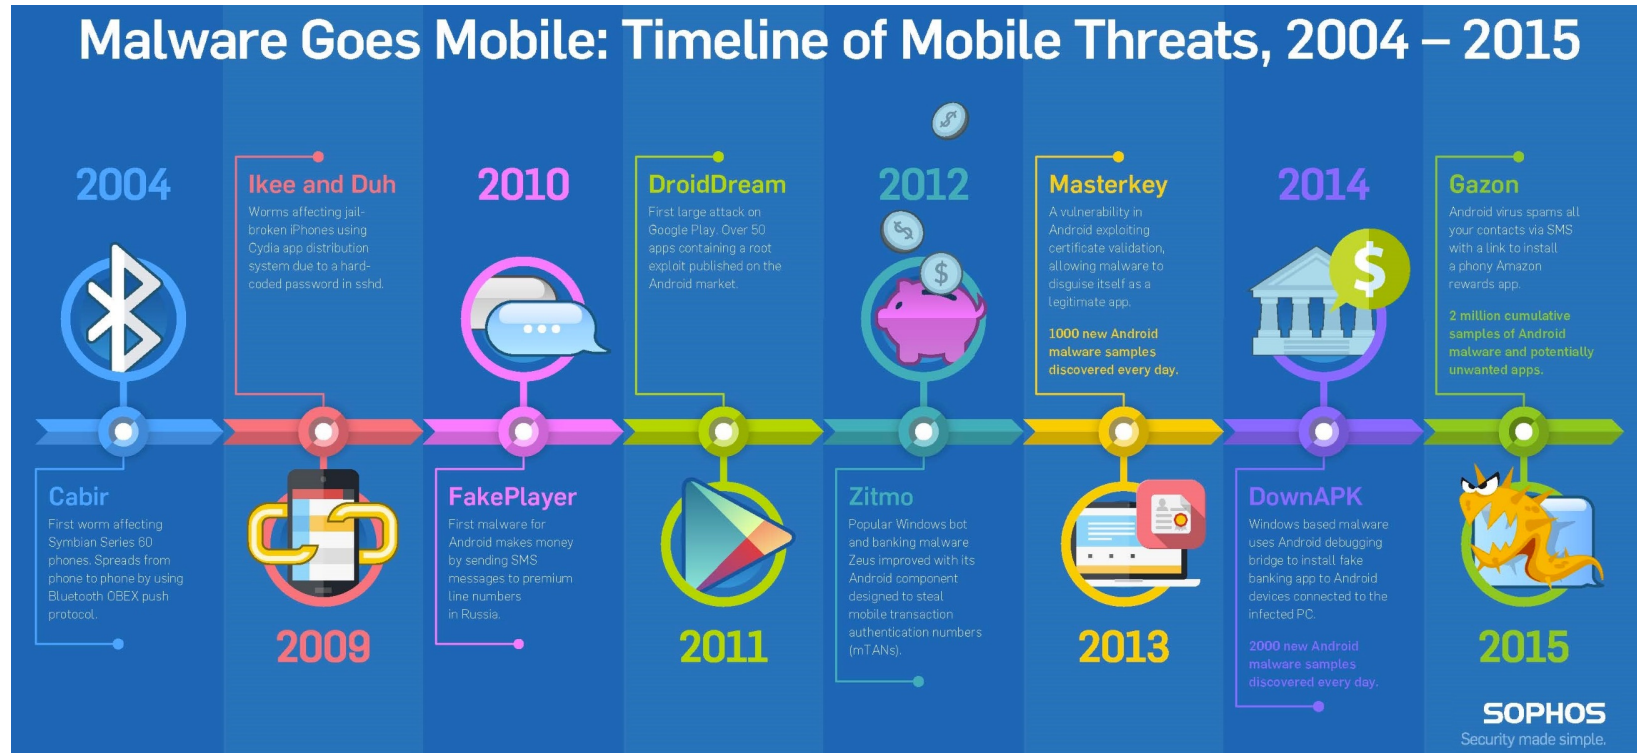 Malware Goes Mobile: Timeline of Mobile Threats, 2004 – 2015
2004
Cabir
First worm affecting
Symbian Series 60
phones. Spreads from
phone to phone by using
Bluetooth OBEX push
protocol.
Ikee and Duh
Worms affecting jail-
broken iPhones using
Cydia app distribution
system due to a hard-
coded password in sshd.
2009
2010
FakePlayer
First malware for
Android makes money
by sending SMS
messages to premium
line numbers
in Russia.
DroidDream
First large attack on
Google Play. Over 50
apps containing a root
exploit published on the
Android market.
2011
2012
Zitmo
Popular Windows bot
and banking malware
Zeus improved with its
Android component
designed to steal
mobile transaction
authentication numbers
(mTANs).
Masterkey
A vulnerability in
Android exploiting
certificate validation,
allowing malware to
disguise itself as a
legitimate app.
1000 new Android
malware samples
discovered every day.
2013
2014
$
DownAPK
Windows based malware
uses Android debugging
bridge to install fake
banking app to Android
devices connected to the
infected PC.
2000 new Android
malware samples
discovered every day.
Gazon
Android virus spams all
your contacts via SMS
with a link to install
a phony Amazon
rewards app.
2 million cumulative
samples of Android
malware and potentially
unwanted apps.
2015
SOPHOS
Security made simple.